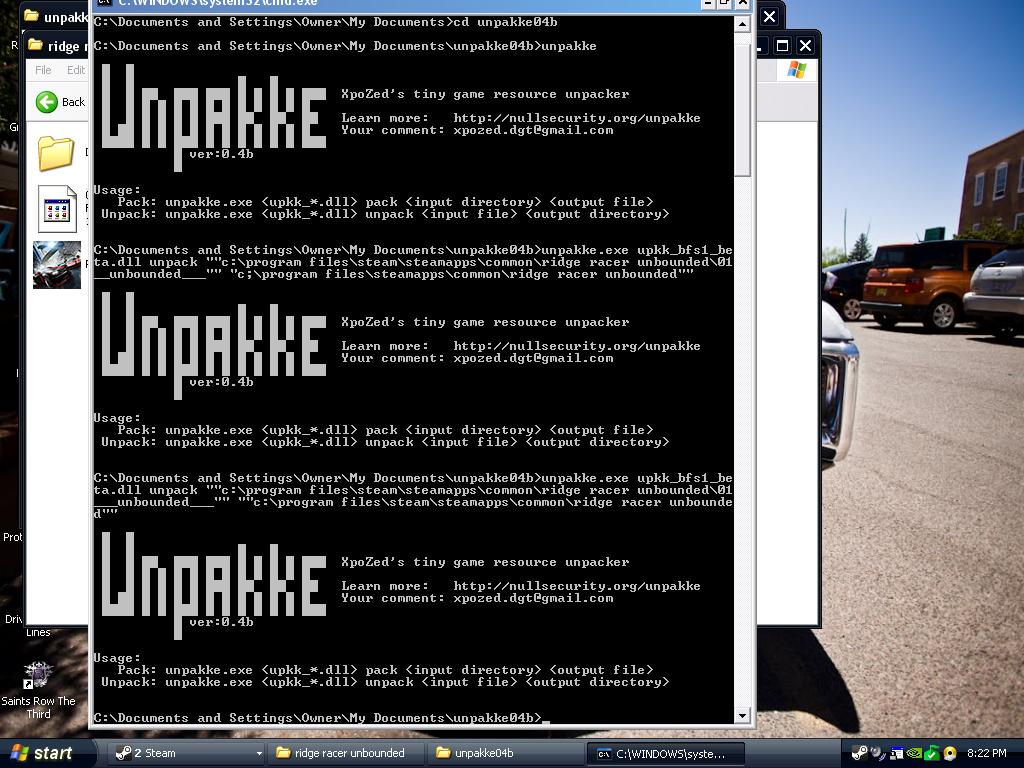 unpakk
C:\WINDOWS\system32\cmd.exe
ridge r
File Edit
Back
C:\Documents and Settings\Owner\My Documents>cd unpakke04b
C:\Documents and Settings\Owner\My Documents\unpakke04b>unpakke
Unpakke
XpoZed's tiny game resource unpacker
Learn more: http://nullsecurity.org/unpakke
Your comment: xpozed.dgt@gmail.com
ver:0.4b
Usage:
Pack: unpakke.exe <upkk_*.dll> pack <input directory> <output file>
Unpack: unpakke.exe <upkk_*.dll> unpack <input file> <output directory>
C:\Documents and Settings\Owner\My Documents\unpakke04b>unpakke.exe upkk_bfs1_be
ta.dll unpack ""c:\program files\steam\steamapps\common\ridge racer unbounded\01
___unbounded___"" "c;\program files\steamapps\common\ridge racer unbounded""
Unpakke
XpoZed's tiny game resource unpacker
Learn more: http://nullsecurity.org/unpakke
Your comment: xpozed.dgt@gmail.com
ver:0.4b
Usage:
Pack: unpakke.exe <upkk_*.dll> pack <input directory> <output file>
Unpack: unpakke.exe <upkk_*.dll> unpack <input file> <output directory>
C:\Documents and Settings\Owner\My Documents\unpakke04b>unpakke.exe upkk_bfs1_be
ta.dll unpack ""c:\program files\steam\steamapps\common\ridge racer unbounded\01
___unbounded___"" ""c:\program files\steam\steamapps\common\ridge racer unbounde
d""
Unpakke
XpoZed's tiny game resource unpacker
Learn more: http://nullsecurity.org/unpakke
Your comment: xpozed.dgt@gmail.com
ver:0.4b
Usage:
Pack: unpakke.exe <upkk_*.dll> pack <input directory> <output file>
Unpack: unpakke.exe <upkk_*.dll> unpack <input file> <output directory>
C:\Documents and Settings\Owner\My Documents\unpakke04b>_
Prot
Driv
Lines
Saints Row The
Third
start
2 Steam
ridge racer unbounded
unpakke04b
C:\WINDOWS\syste...
8:22 PM